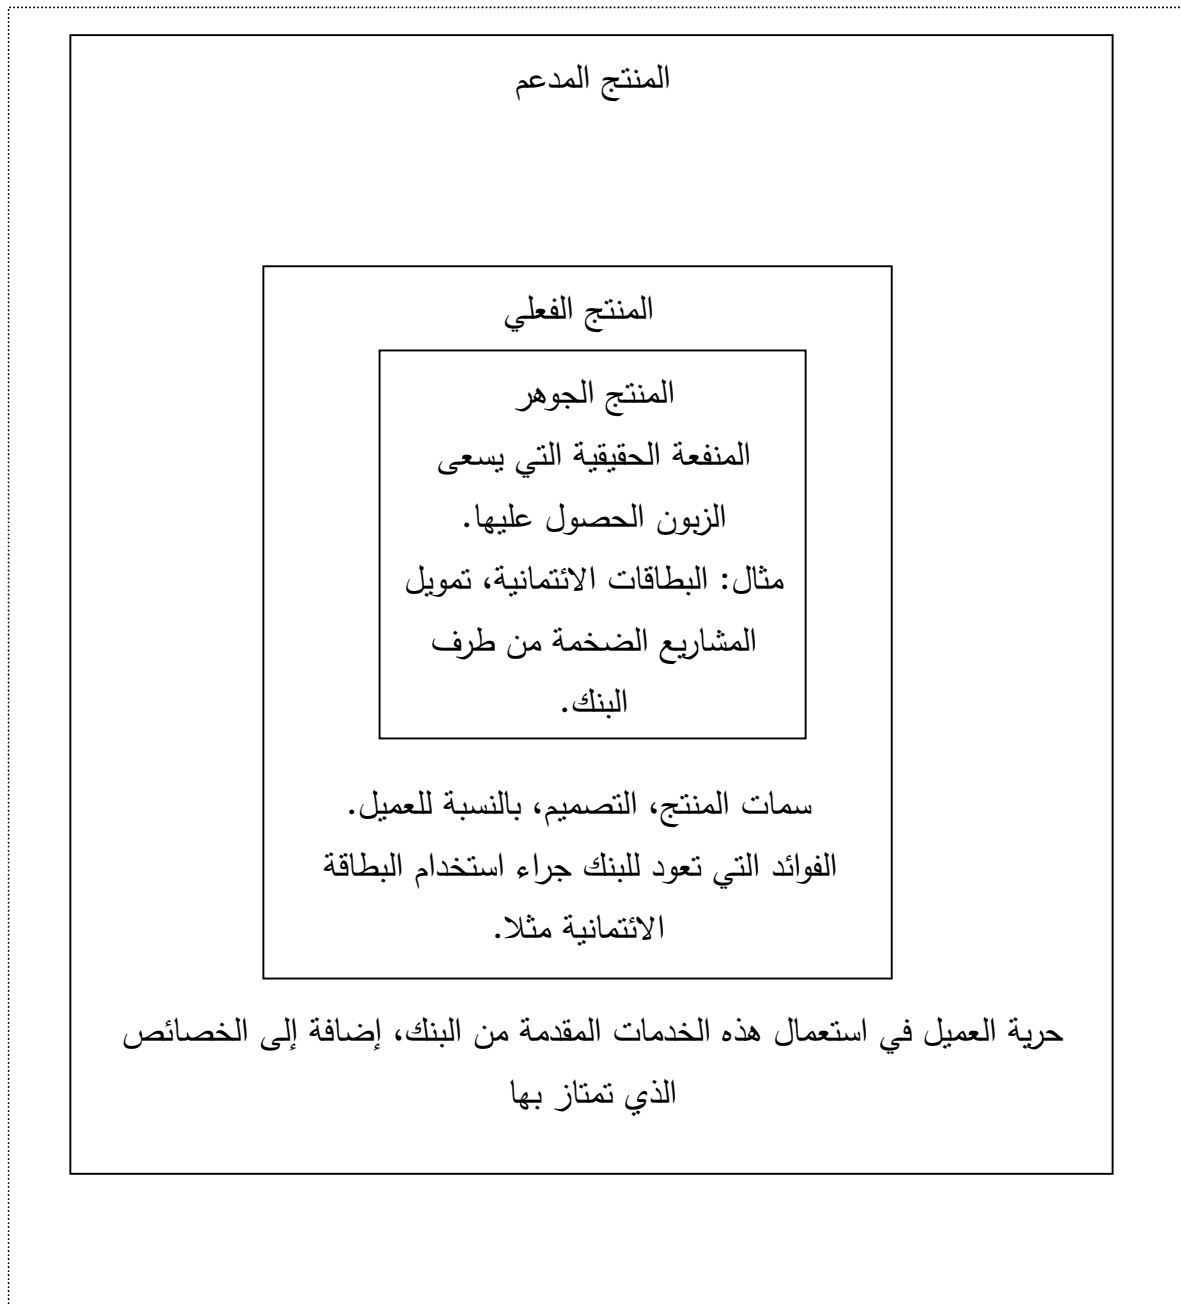 المنتج المدعم
المنتج الفعلي
المنتج الجوهر
المنفعة الحقيقية التي يسعى
الزبون الحصول عليها.
مثال: البطاقات الائتمانية، تمويل
المشاريع الضخمة من طرف
البنك.
سمات المنتج، التصميم، بالنسبة للعميل.
الفوائد التي تعود للبنك جراء استخدام البطاقة
الائتمانية مثلا.
حرية العميل في استعمال هذه الخدمات المقدمة من البنك، إضافة إلى الخصائص
الذي تمتاز بها